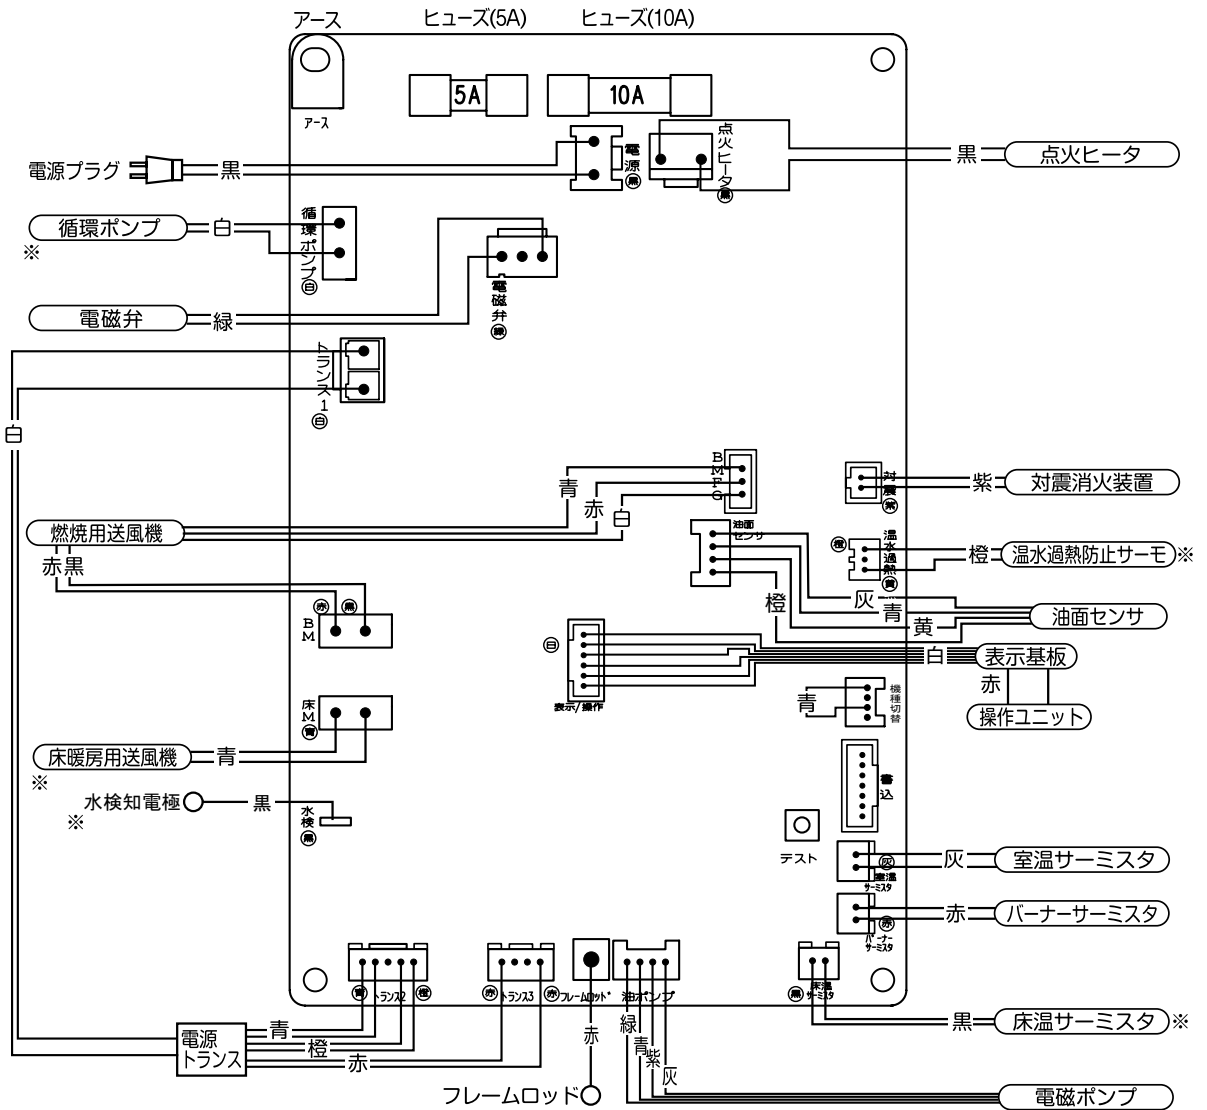 アース
ヒューズ(5A)
ヒューズ(10A)
アース
5A
10A
電源プラグ
黒
電源
黒
点火ヒータ
黒
黒
点火ヒータ
循環ポンプ
※
白
循環ポンプ
白
電磁弁
緑
電磁弁
緑
トランス1
白
白
燃焼用送風機
青
赤
白
BMFG
対震
紫
紫
対震消火装置
油面
センサ
橙
温水過熱
黄
橙
温水過熱防止サーモ※
赤
黒
赤
黒
BM
橙
灰
青
黄
油面センサ
白
表示/操作
白
表示基板
赤
操作ユニット
青
機種切替
床M
青
床暖房用送風機
※
青
水検知電極
※
黒
水検
黒
書込
テスト
灰
室温
サーミスタ
灰
室温サーミスタ
赤
バーナー
サーミスタ
赤
バーナーサーミスタ
青
トランス2
橙
赤
トランス3
赤
フレームロッド
油ポンプ
黒
床温
サーミスタ
黒
床温サーミスタ※
電源
トランス
青
橙
赤
赤
フレームロッド
緑
青
紫
灰
電磁ポンプ